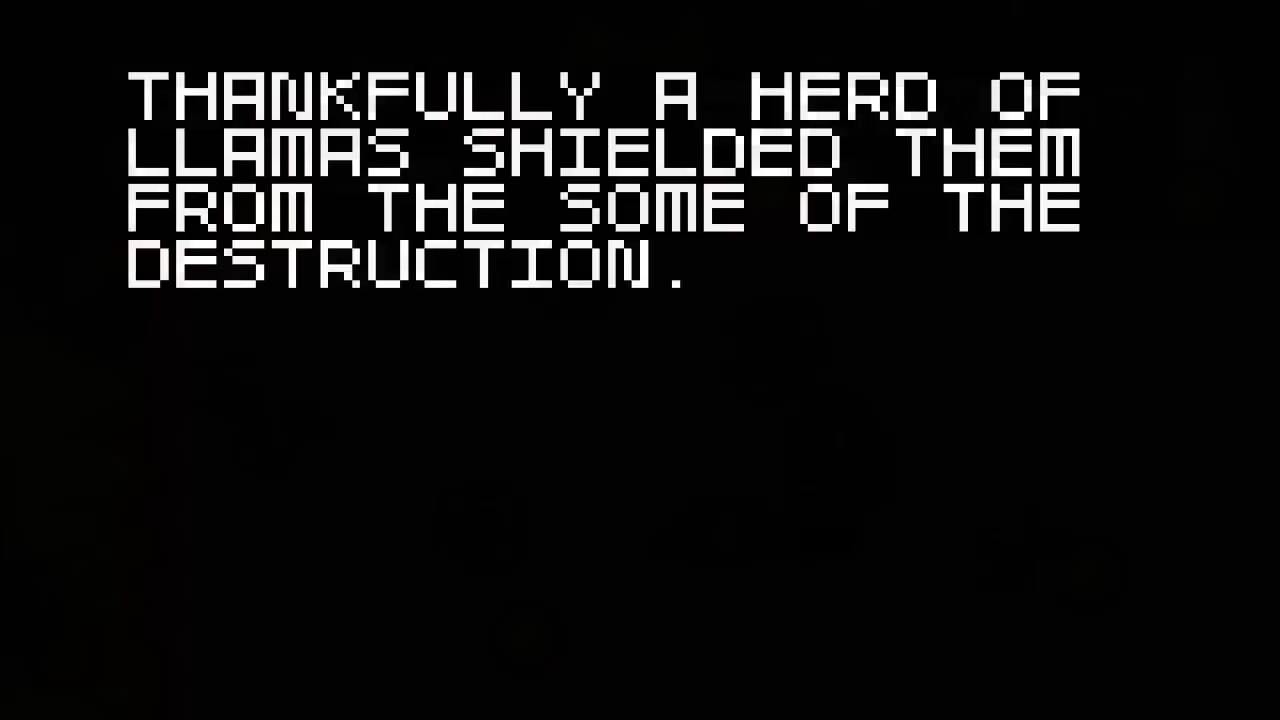 THANKFULLY A HERD OF
LLAMAS SHIELDED THEM
FROM THE SOME OF THE
DESTRUCTION.